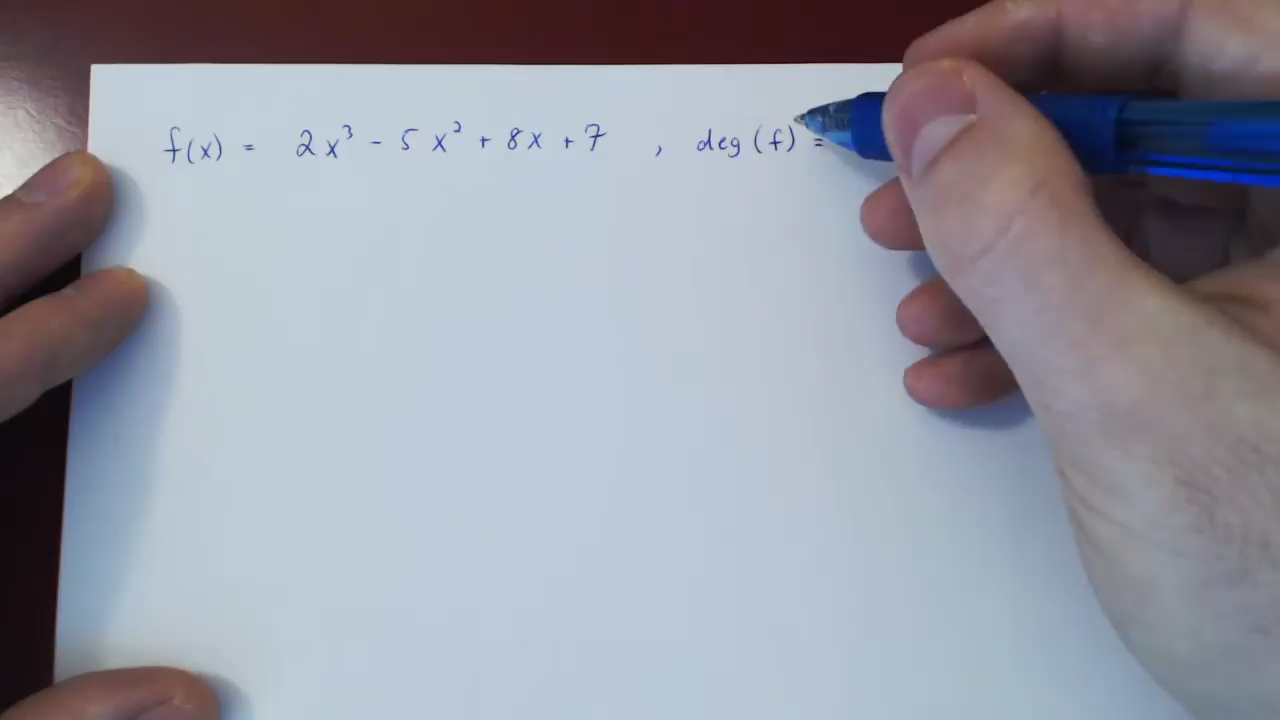 f(x) = 2x³ - 5x² + 8x + 7 , deg(f) =